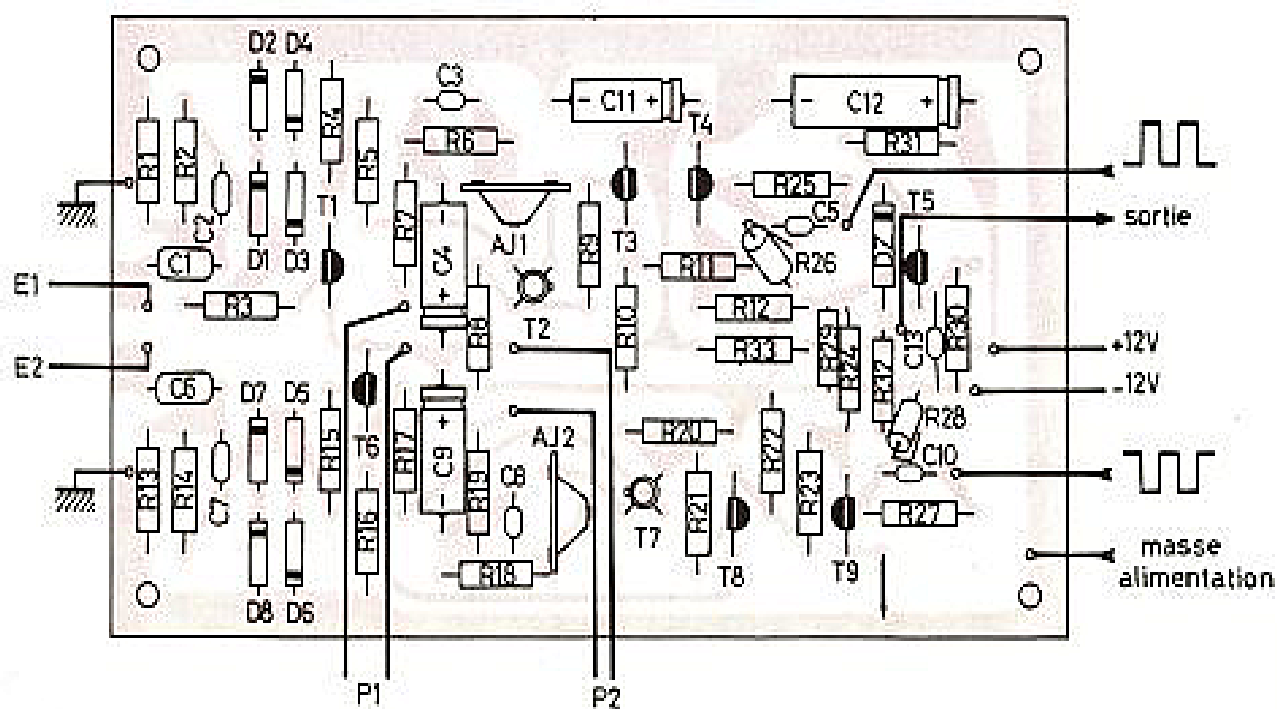 D2 D4
C3
R4
C11
- +
C12
- +
T4
R1
R2
R5
R6
R31
R25
C2
T1
R7
C4
- +
AJ1
R9
T3
C5
T5
sortie
D1 D3
C1
R11
R26
D7
E1
R3
R8
T2
R10
R12
R29
R24
C13
R30
+12V
E2
R33
R32
-12V
C6
D7 D5
T6
R17
C9
+
AJ2
R20
R22
R28
R13
R14
C7
R15
R16
R19
C8
T7
R21
R23
C10
R27
R18
T8
T9
masse
alimentation
D8 D6
P1
P2